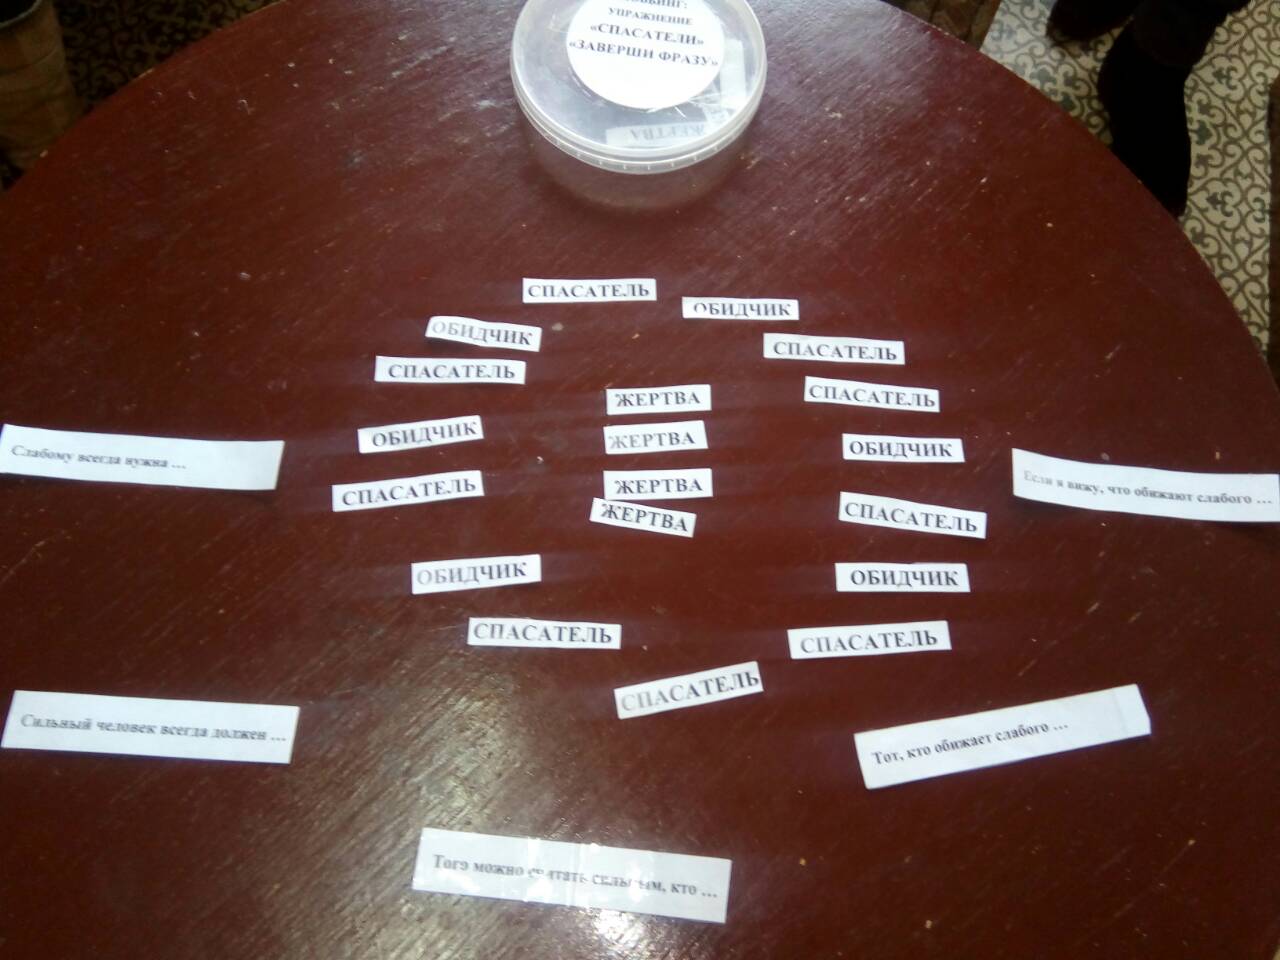 УПРАЖНЕНИЕ
«СПАСАТЕЛИ»
«ЗАВЕРШИ ФРАЗУ»
ЖЕРТВА
СПАСАТЕЛЬ
ОБИДЧИК
ОБИДЧИК
СПАСАТЕЛЬ
СПАСАТЕЛЬ
ЖЕРТВА
СПАСАТЕЛЬ
ОБИДЧИК
ЖЕРТВА
ОБИДЧИК
Слабому всегда нужна ...
Если я вижу, что обижают слабого ...
СПАСАТЕЛЬ
ЖЕРТВА
ЖЕРТВА
СПАСАТЕЛЬ
ОБИДЧИК
ОБИДЧИК
СПАСАТЕЛЬ
СПАСАТЕЛЬ
СПАСАТЕЛЬ
Сильный человек всегда должен ...
Тот, кто обижает слабого ...
Того можно считать сильным, кто ...